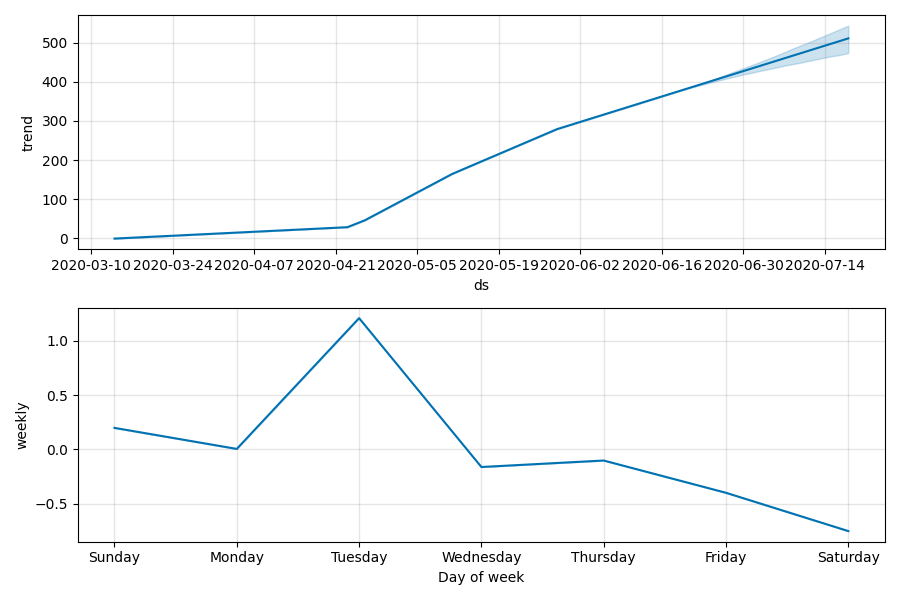 500
400
300
200
100
0
trend
2020-03-10 2020-03-24 2020-04-07 2020-04-21 2020-05-05 2020-05-19 2020-06-02 2020-06-16 2020-06-30 2020-07-14
ds
1.0
0.5
0.0
−0.5
weekly
Sunday Monday Tuesday Wednesday Thursday Friday Saturday
Day of week